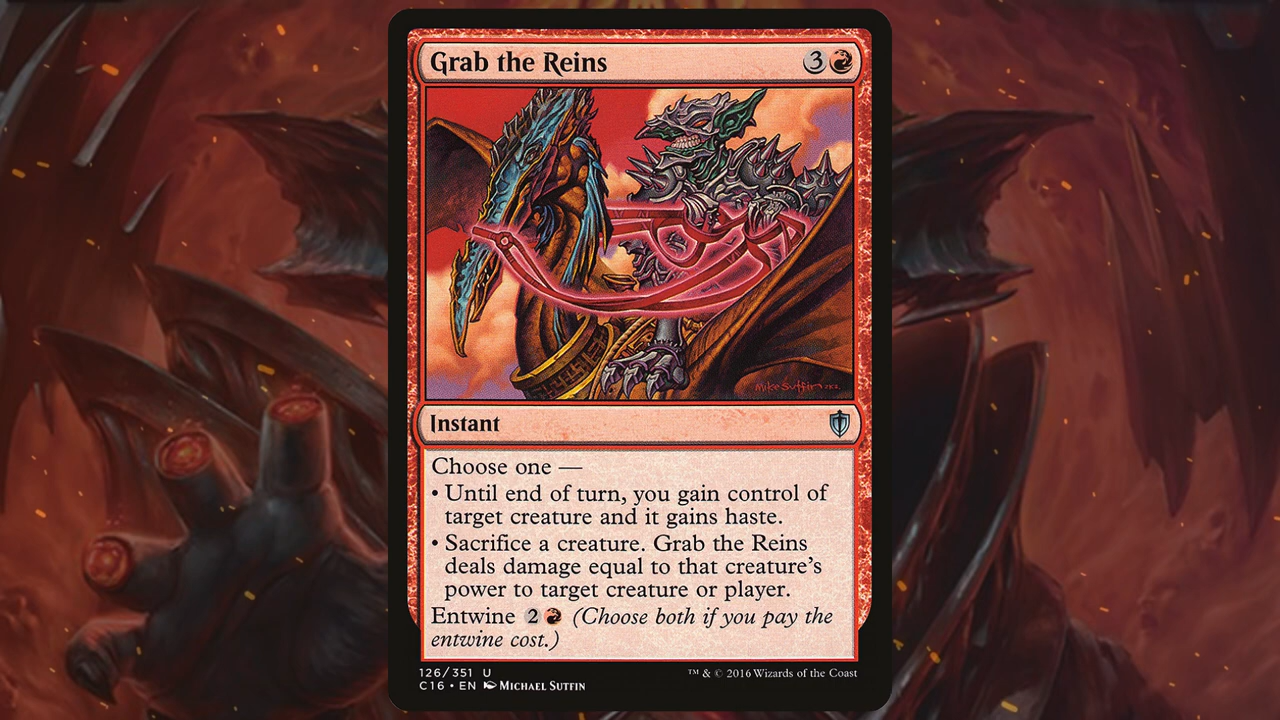 Grab the Reins 3
Mike Suffin 2K2
Instant
Choose one —
• Until end of turn, you gain control of
target creature and it gains haste.
• Sacrifice a creature. Grab the Reins
deals damage equal to that creature's
power to target creature or player.
Entwine 2 (Choose both if you pay the
entwine cost.)
126/351 U
™ & © 2016 Wizards of the Coast
C16 • EN Michael Sutfin